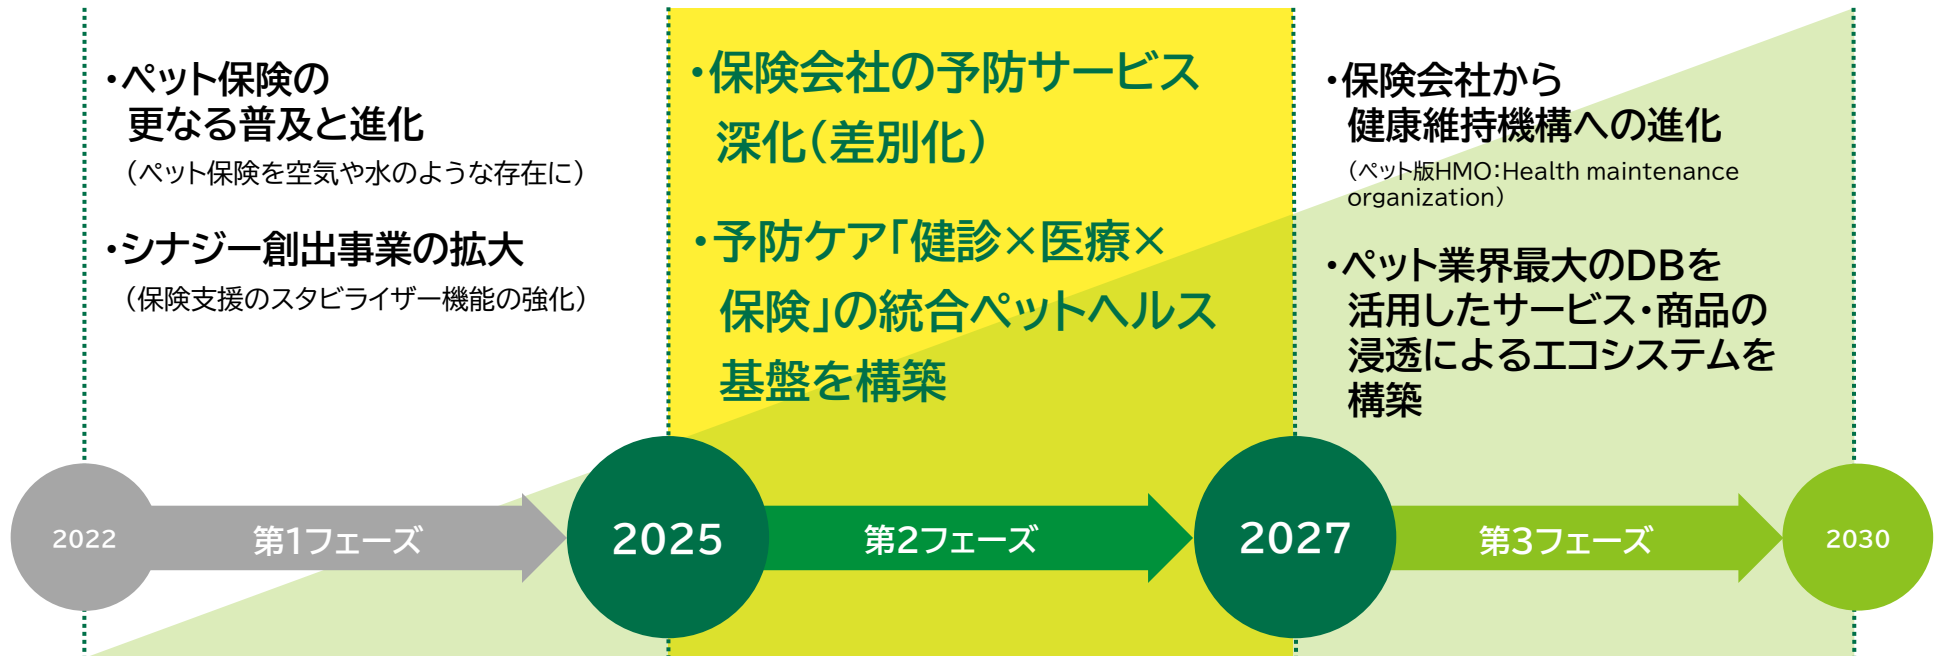 ・ペット保険の
更なる普及と進化
（ペット保険を空気や水のような存在に）
・シナジー創出事業の拡大
（保険支援のスタビライザー機能の強化）
・保険会社の予防サービス
深化（差別化）
・予防ケア「健診×医療×
保険」の統合ペットヘルス
基盤を構築
・保険会社から
健康維持機構への進化
（ペット版HMO：Health maintenance
organization）
・ペット業界最大のDBを
活用したサービス・商品の
浸透によるエコシステムを
構築
2022
第1フェーズ
2025
第2フェーズ
2027
第3フェーズ
2030